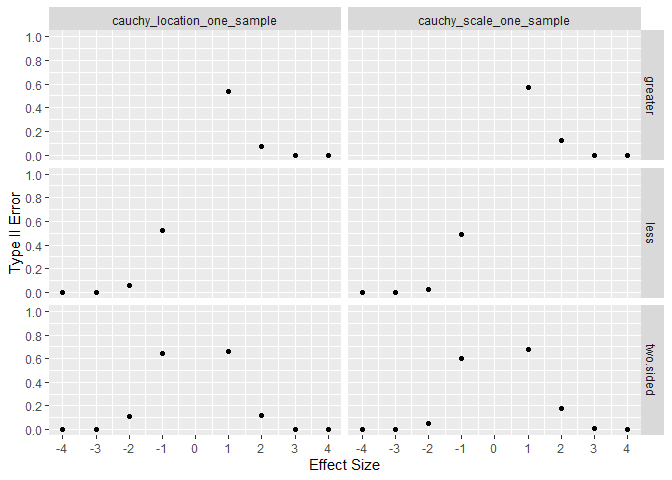 cauchy_location_one_sample cauchy_scale_one_sample
1.0
0.8
0.6
0.4
0.2
0.0
greater
1.0
0.8
0.6
0.4
0.2
0.0
less
1.0
0.8
0.6
0.4
0.2
0.0
two.sided
Type II Error
-4 -3 -2 -1 0 1 2 3 4 -4 -3 -2 -1 0 1 2 3 4
Effect Size